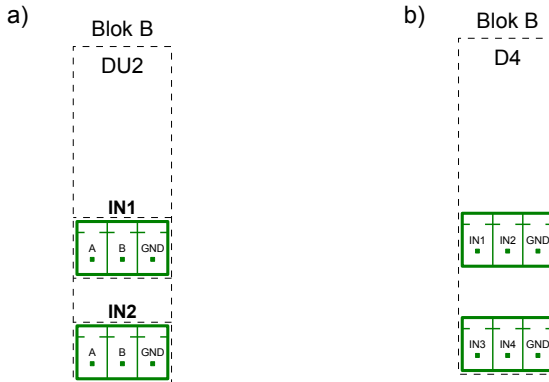 a)
Blok B
DU2
IN1
A B GND
IN2
A B GND
b)
Blok B
D4
IN1 IN2 GND
IN3 IN4 GND